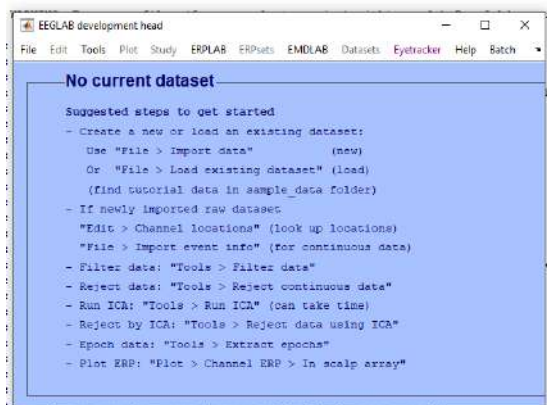 EEGLAB development head
File Edit Tools Plot Study ERPLAB ERPsets EMDLAB Datasets Eyetracker Help Batch
No current dataset
Suggested steps to get started
- Create a new or load an existing dataset:
Use "File > Import data" (new)
Or "File > Load existing dataset" (load)
(find tutorial data in sample_data folder)
- If newly imported raw dataset
"Edit > Channel locations" (look up locations)
"File > Import event info" (for continuous data)
- Filter data: "Tools > Filter data"
- Reject data: "Tools > Reject continuous data"
- Run ICA: "Tools > Run ICA" (can take time)
- Reject by ICA: "Tools > Reject data using ICA"
- Epoch data: "Tools > Extract epochs"
- Plot ERP: "Plot > Channel ERP > In scalp array"